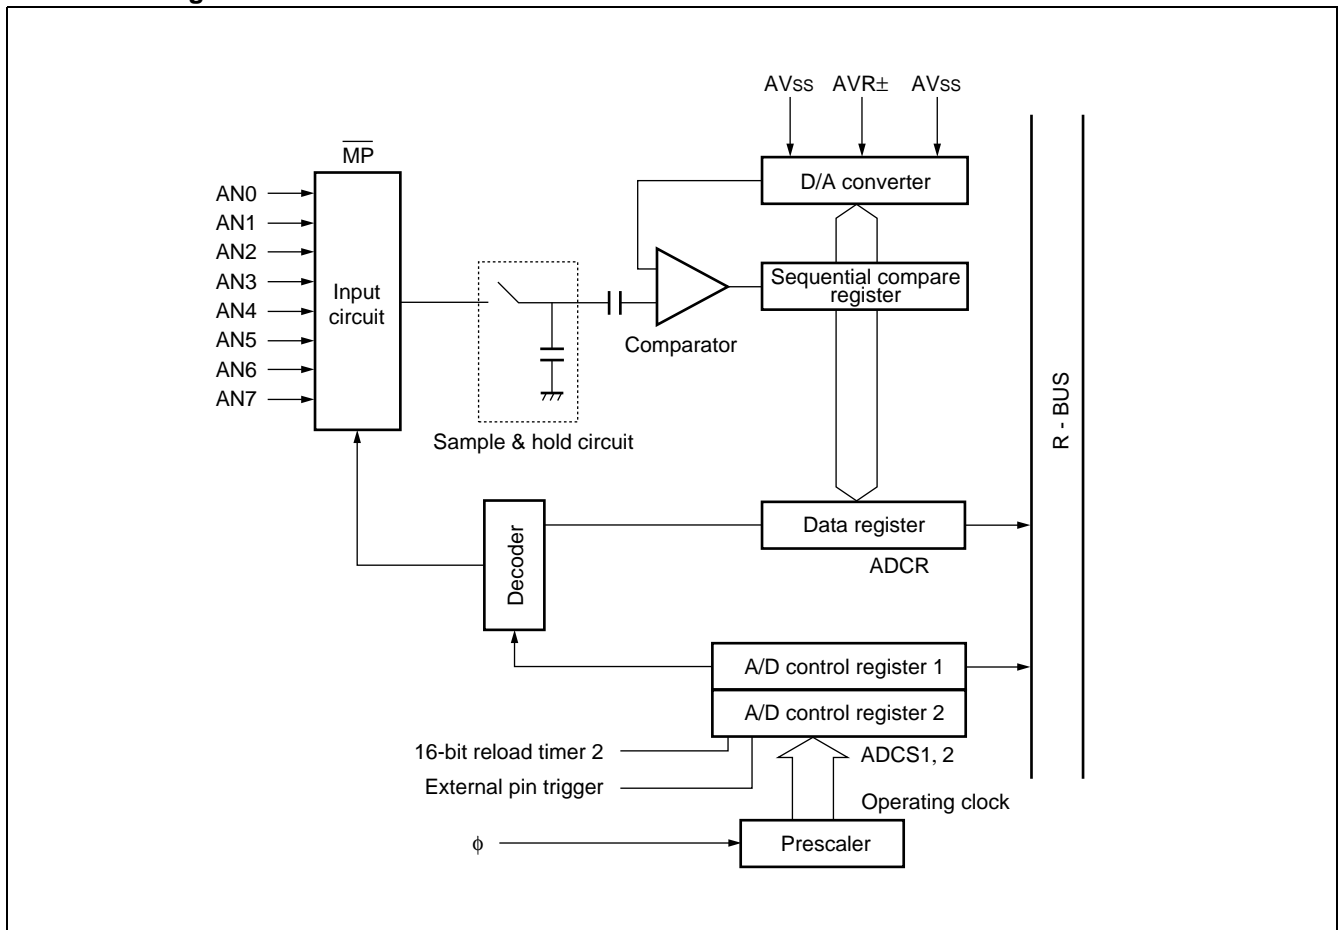 AVss AVR± AVss
MP
D/A converter
AN0
AN1
AN2
AN3
AN4
AN5
AN6
AN7
Input
circuit
Sequential compare
register
Comparator
Sample & hold circuit
R - BUS
Decoder
Data register
ADCR
A/D control register 1
A/D control register 2
16-bit reload timer 2
ADCS1, 2
External pin trigger
Operating clock
ϕ
Prescaler